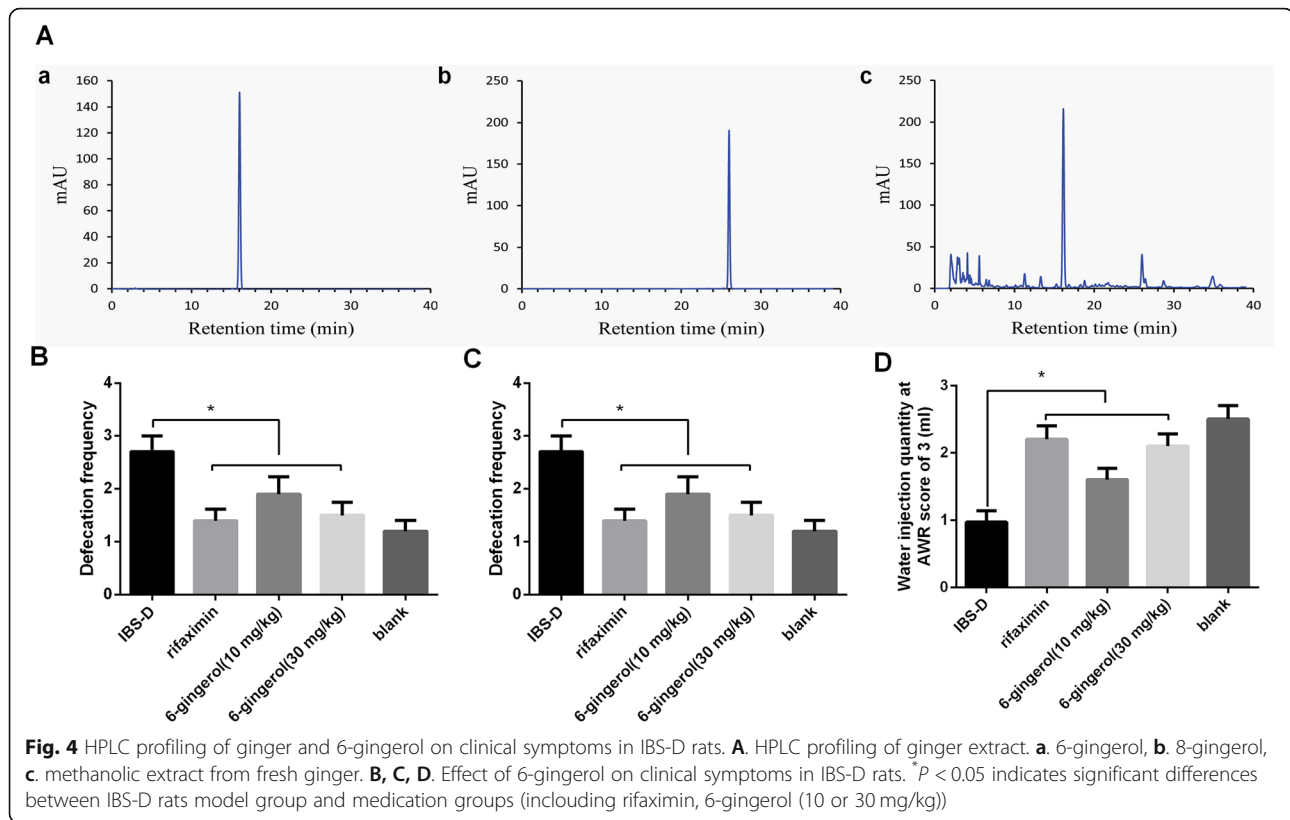 A
a
160
140
120
100
80
60
40
20
0
mAU
0 10 20 30 40
Retention time (min)
b
250
200
150
100
50
0
mAU
0 10 20 30 40
Retention time (min)
c
250
200
150
100
50
0
mAU
0 10 20 30 40
Retention time (min)
B
Defecation frequency
4
3
2
1
0
*
IBS-D
rifaximin
6-gingerol(10 mg/kg)
6-gingerol(30 mg/kg)
blank
C
Defecation frequency
4
3
2
1
0
*
IBS-D
rifaximin
6-gingerol(10 mg/kg)
6-gingerol(30 mg/kg)
blank
D
Water injection quantity at
AWR score of 3 (ml)
3
2
1
0
*
IBS-D
rifaximin
6-gingerol(10 mg/kg)
6-gingerol(30 mg/kg)
blank
Fig. 4 HPLC profiling of ginger and 6-gingerol on clinical symptoms in IBS-D rats. A. HPLC profiling of ginger extract. a. 6-gingerol, b. 8-gingerol,
c. methanolic extract from fresh ginger. B, C, D. Effect of 6-gingerol on clinical symptoms in IBS-D rats. *P < 0.05 indicates significant differences
between IBS-D rats model group and medication groups (inclouding rifaximin, 6-gingerol (10 or 30 mg/kg))